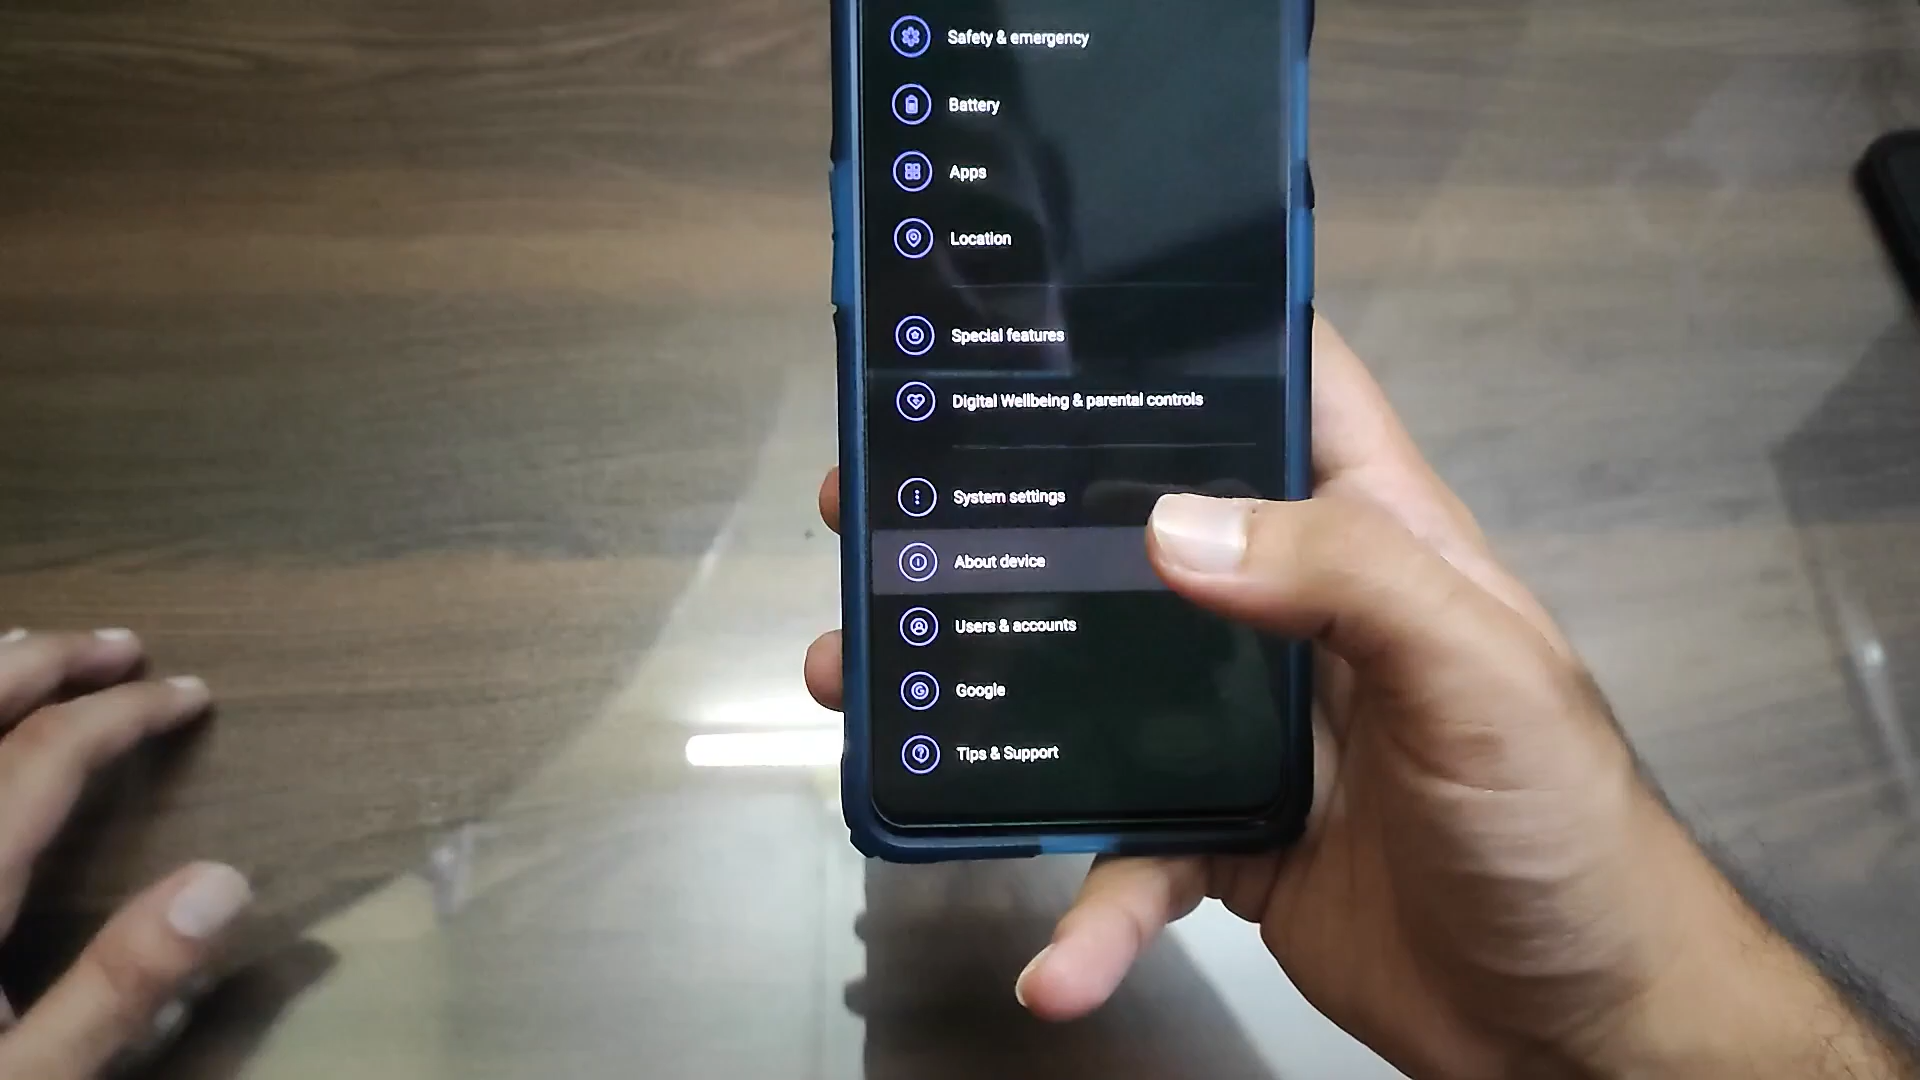 Safety & emergency
Battery
Apps
Location
Special features
Digital Wellbeing & parental controls
System settings
About device
Users & accounts
Google
Tips & Support